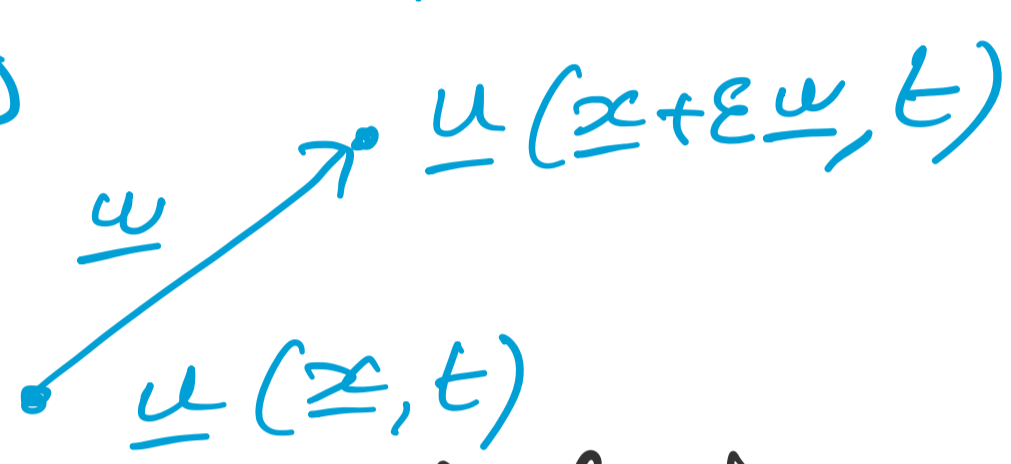 )
u(x+εw, t)
w
u(x, t)